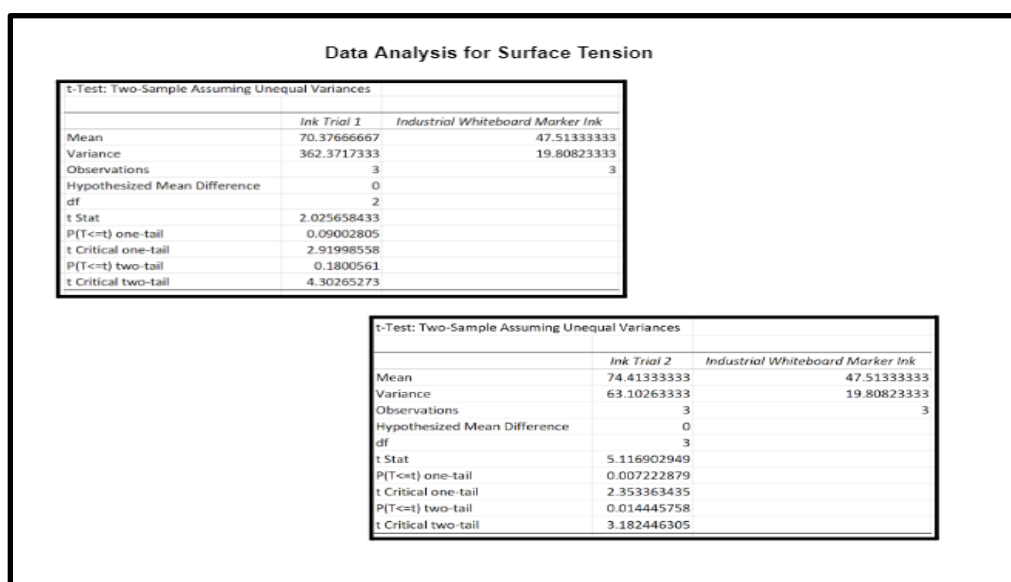 Data Analysis for Surface Tension
t-Test: Two-Sample Assuming Unequal Variances
Ink Trial 1 Industrial Whiteboard Marker Ink
Mean 70.37666667 47.51333333
Variance 362.3717333 19.80823333
Observations 3 3
Hypothesized Mean Difference 0
df 2
t Stat 2.025658433
P(T<=t) one-tail 0.09002805
t Critical one-tail 2.91998558
P(T<=t) two-tail 0.1800561
t Critical two-tail 4.30265273
t-Test: Two-Sample Assuming Unequal Variances
Ink Trial 2 Industrial Whiteboard Marker Ink
Mean 74.41333333 47.51333333
Variance 63.10263333 19.80823333
Observations 3 3
Hypothesized Mean Difference 0
df 3
t Stat 5.116902949
P(T<=t) one-tail 0.007222879
t Critical one-tail 2.353363435
P(T<=t) two-tail 0.014445758
t Critical two-tail 3.182446305